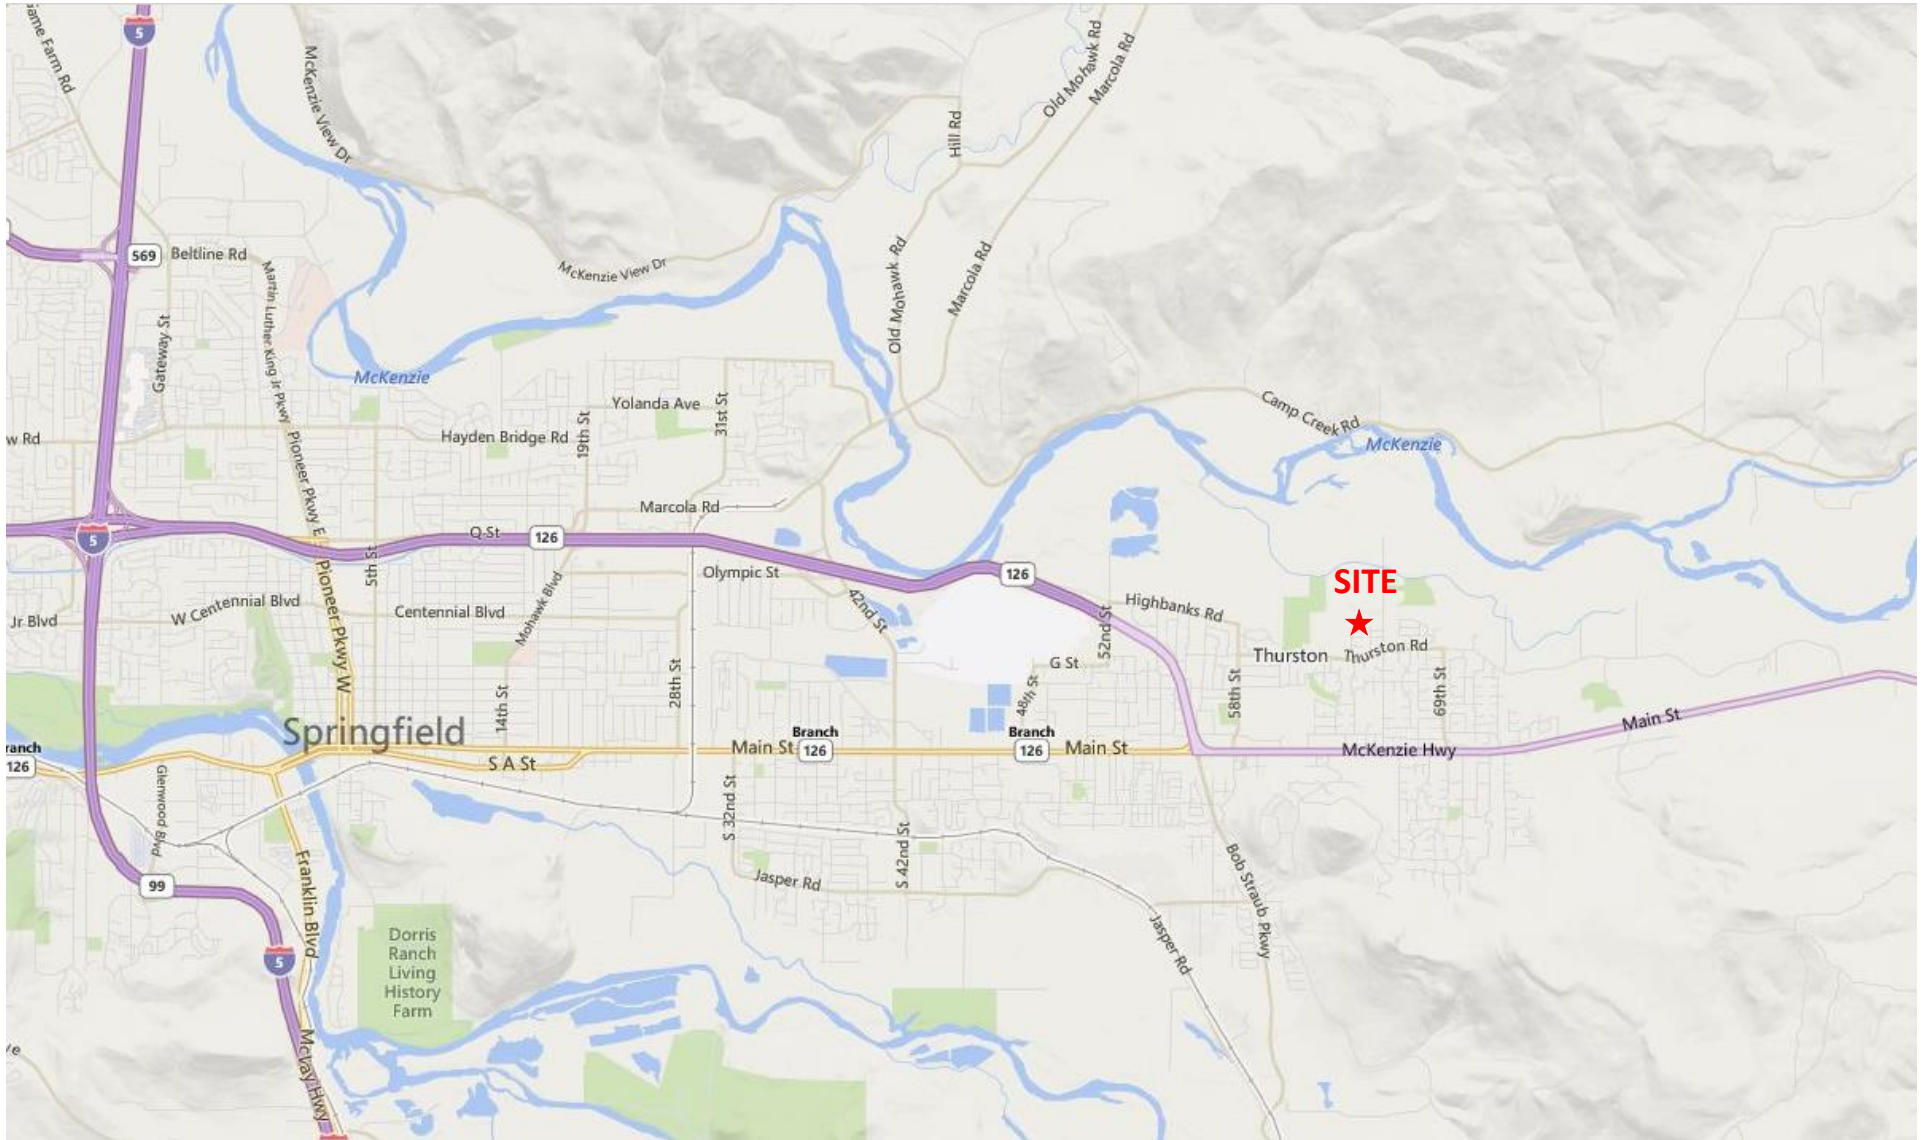 Game Farm Rd
5
McKenzie View Dr
Hill Rd
Old Mohawk Rd
Marcola Rd
569
Beltline Rd
Martin Luther King Jr Pkwy
McKenzie View Dr
Old Mohawk Rd
Marcola Rd
Gateway St
McKenzie
Yolanda Ave
31st St
19th St
Camp Creek Rd
McKenzie
w Rd
Hayden Bridge Rd
Pioneer Pkwy E
Marcola Rd
5
Q St
126
5th St
Olympic St
126
SITE
Pioneer Pkwy W
Mohawk Blvd
42nd St
Highbanks Rd
52nd St
Jr Blvd
W Centennial Blvd
Centennial Blvd
Thurston
Thurston Rd
G St
28th St
14th St
48th St
58th St
69th St
Springfield
ranch
126
Main St
Branch
126
Branch
126
Main St
McKenzie Hwy
Main St
S A St
Glenwood Blvd
S 32nd St
S 42nd St
Jasper Rd
Bob Straub Pkwy
99
Franklin Blvd
Dorris
Ranch
Living
History
Farm
Jasper Rd
5
McVay Hwy